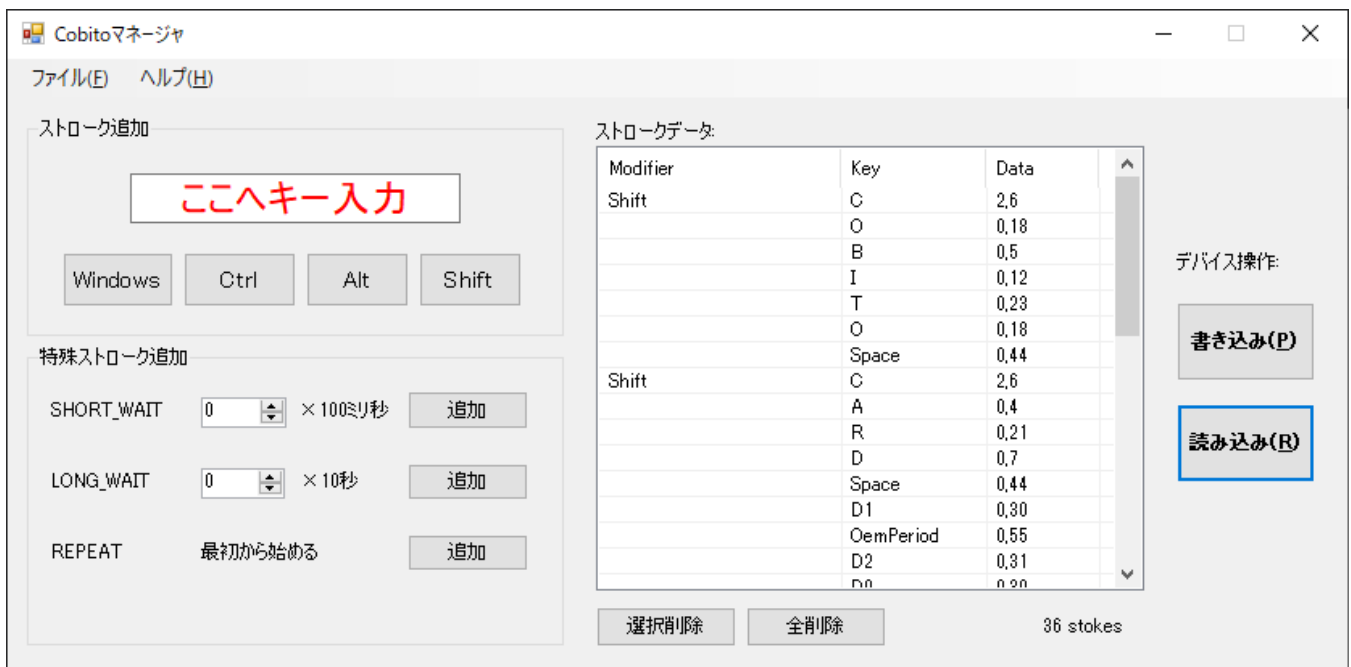 Cobitoマネージャ
ファイル(F) ヘルプ(H)
ストローク追加
ここへキー入力
Windows Ctrl Alt Shift
特殊ストローク追加
SHORT_WAIT 0 ×100ミリ秒 追加
LONG_WAIT 0 ×10秒 追加
REPEAT 最初から始める 追加
ストロークデータ:
Modifier Key Data
Shift C 2,6
O 0,18
B 0,5
I 0,12
T 0,23
O 0,18
Space 0,44
Shift C 2,6
A 0,4
R 0,21
D 0,7
Space 0,44
D1 0,30
OemPeriod 0,55
D2 0,31
選択削除 全削除 36 stokes
デバイス操作:
書き込み(P)
読み込み(R)